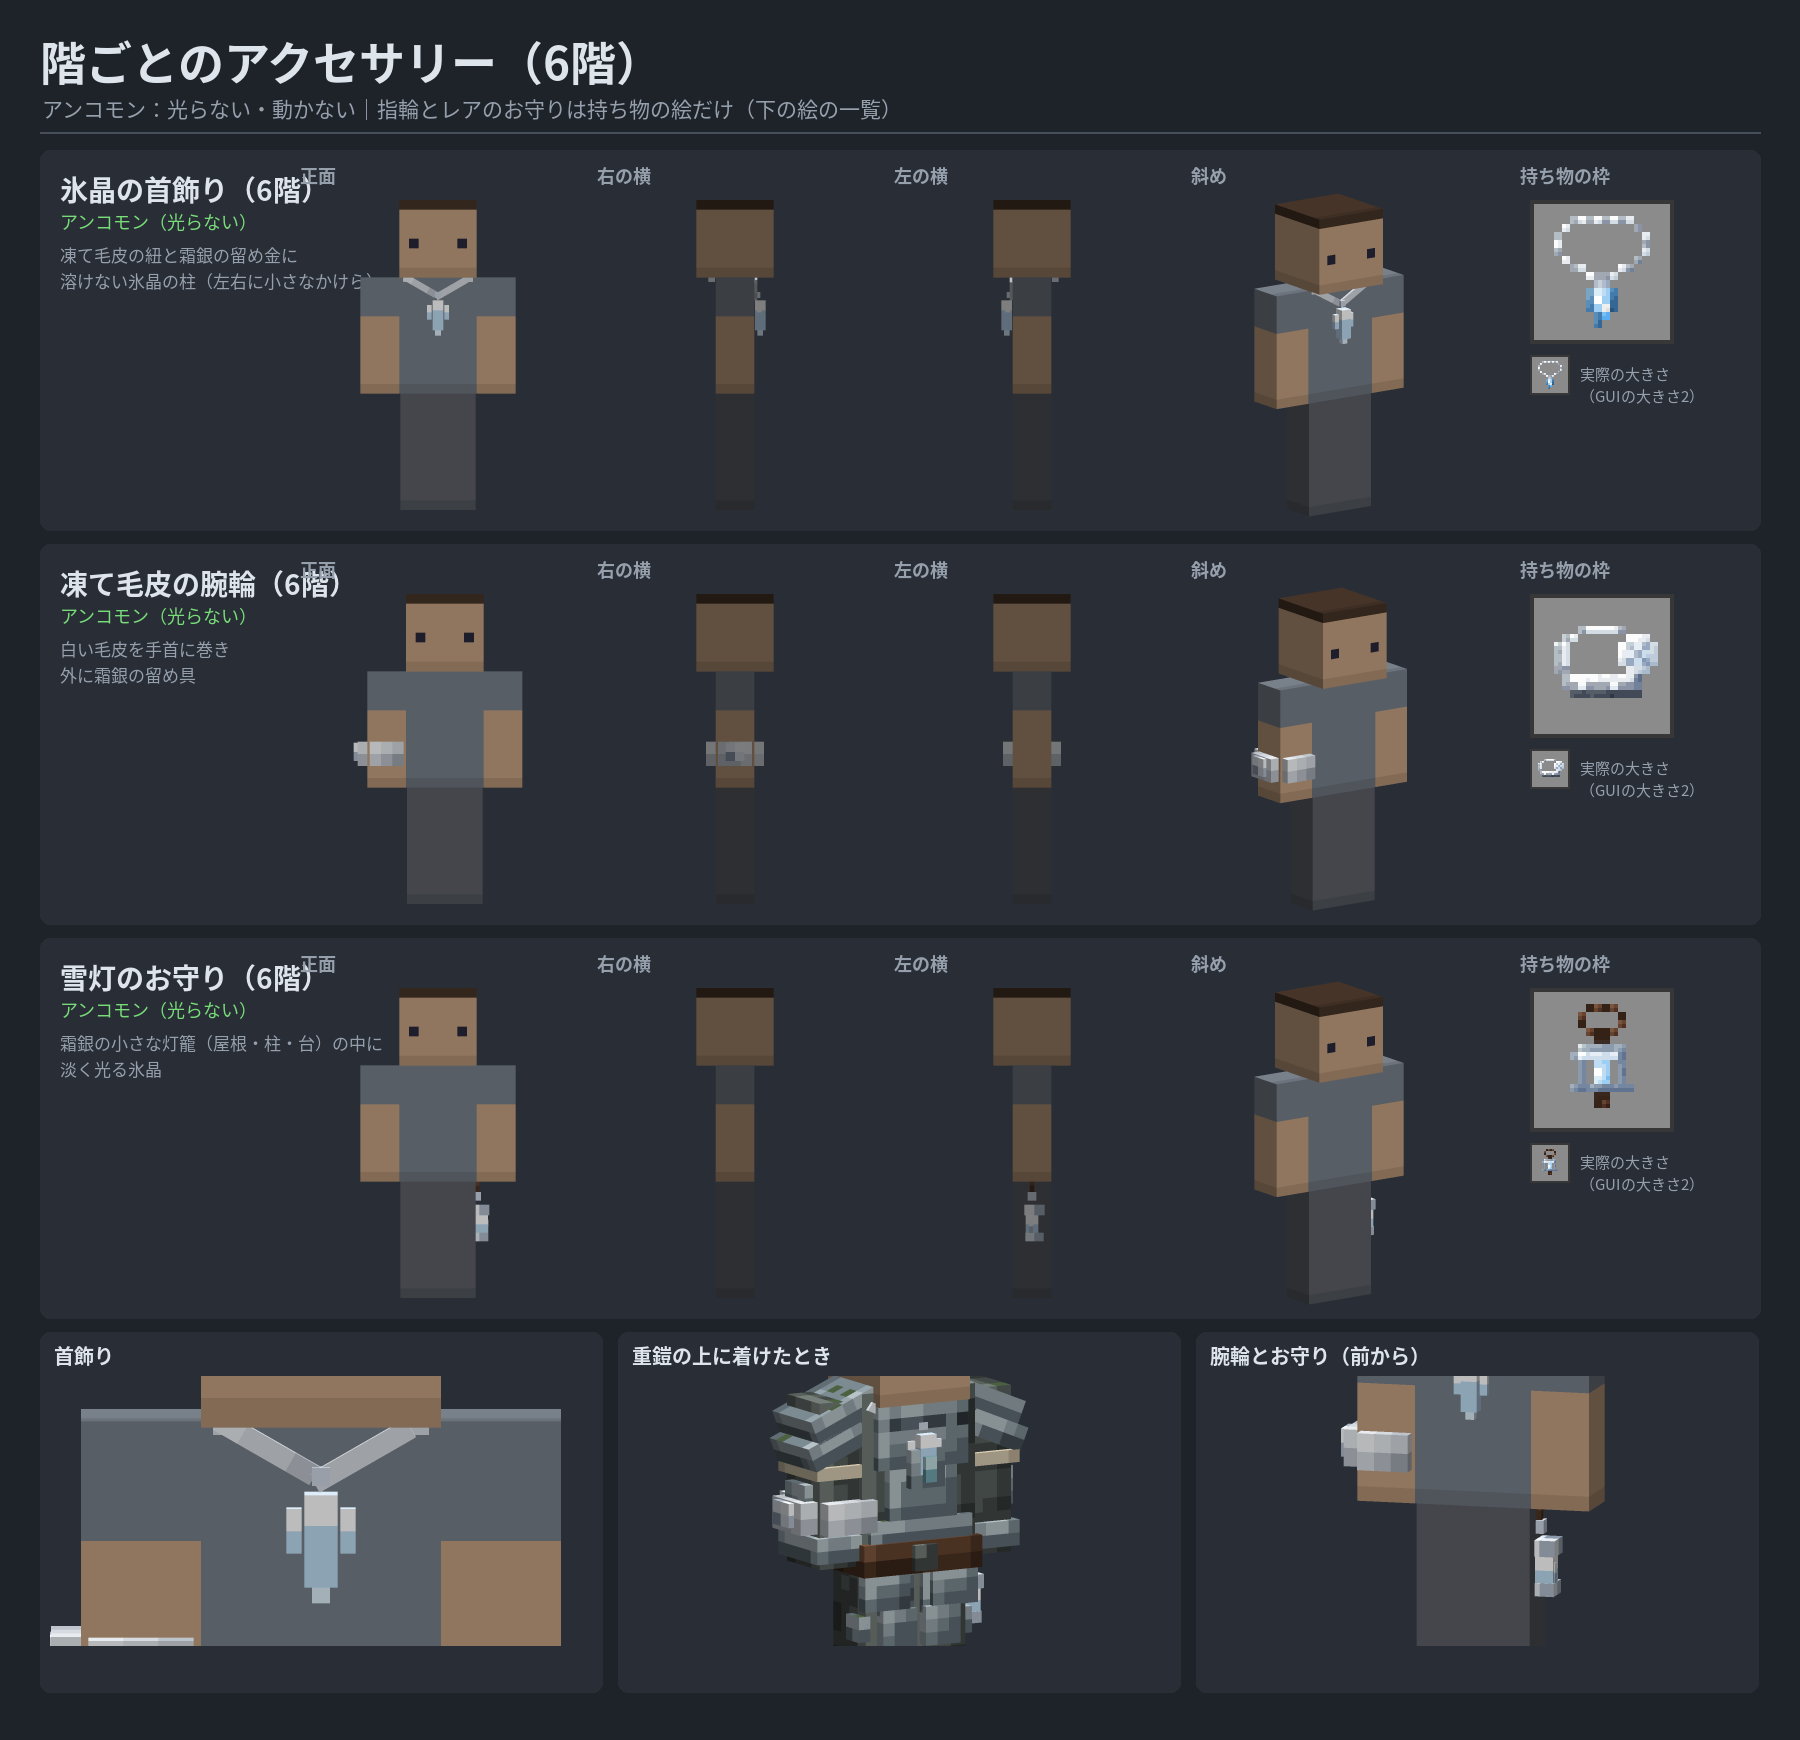 階ごとのアクセサリー（6階）
アンコモン：光らない・動かない｜指輪とレアのお守りは持ち物の絵だけ（下の絵の一覧）
氷晶の首飾り（6階）
アンコモン（光らない）
凍て毛皮の紐と霜銀の留め金に
溶けない氷晶の柱（左右に小さなかけら）
正面
右の横
左の横
斜め
持ち物の枠
実際の大きさ
（GUIの大きさ2）
凍て毛皮の腕輪（6階）
アンコモン（光らない）
白い毛皮を手首に巻き
外に霜銀の留め具
正面
右の横
左の横
斜め
持ち物の枠
実際の大きさ
（GUIの大きさ2）
雪灯のお守り（6階）
アンコモン（光らない）
霜銀の小さな灯籠（屋根・柱・台）の中に
淡く光る氷晶
正面
右の横
左の横
斜め
持ち物の枠
実際の大きさ
（GUIの大きさ2）
首飾り
重鎧の上に着けたとき
腕輪とお守り（前から）